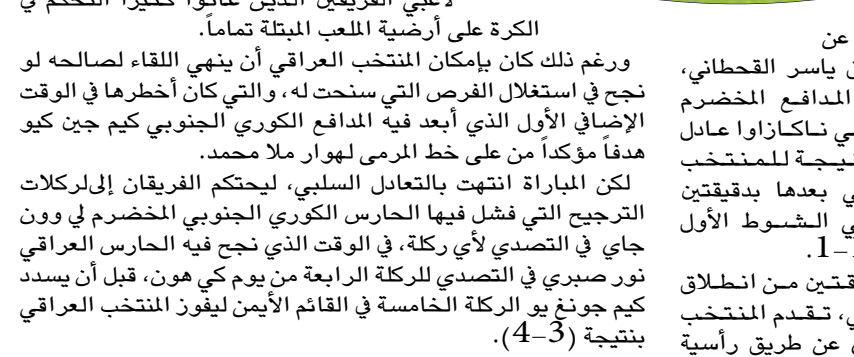 لاعبي الفريقين الذين عانوا كثيراً التحكم في
الكرة على أرضية الملعب المبتلة تماماً.
ورغم ذلك كان بإمكان المنتخب العراقي أن ينهي اللقاء لصالحه لو
نجح في استغلال الفرص التي سنحت له، والتي كان أخطرها في الوقت
الإضافي الأول الذي أبعد فيه المدافع الكوري الجنوبي كيم جين كيو
هدفاً مؤكداً من على خط المرمى لهوار ملا محمد.
لكن المباراة انتهت بالتعادل السلبي، ليحتكم الفريقان إلىلركلات
الترجيح التي فشل فيها الحارس الكوري الجنوبي المخضرم لي وون
جاي في التصدي لأي ركلة، في الوقت الذي نجح فيه الحارس العراقي
نور صبري في التصدي للركلة الرابعة من يوم كي هون، قبل أن يسدد
كيم جونغ يو الركلة الخامسة في القائم الأيمن ليفوز المنتخب العراقي
بنتيجة (3-4).
عن
ياسر القحطاني،
المدافع المخضرم
ناكازاوا عادل
للمنتخب
بعدها بدقيقتين
الشوط الأول
1-.
من انطلاق
تقدم المنتخب
عن طريق رأسية